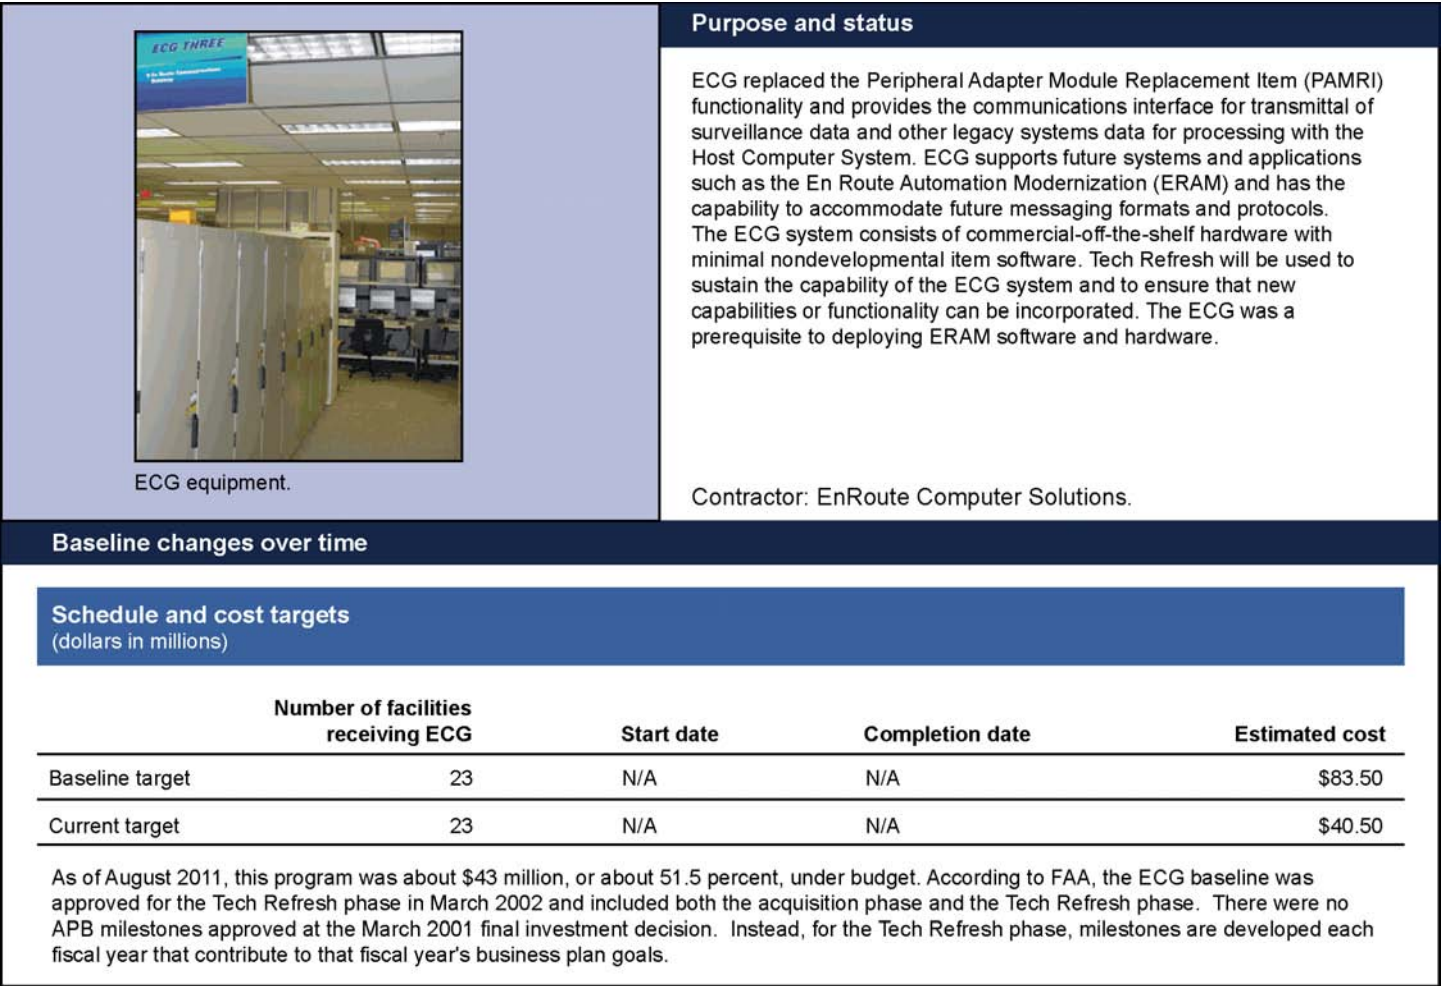 ECG THREE
ECG equipment.
Purpose and status
ECG replaced the Peripheral Adapter Module Replacement Item (PAMRI)
functionality and provides the communications interface for transmittal of
surveillance data and other legacy systems data for processing with the
Host Computer System. ECG supports future systems and applications
such as the En Route Automation Modernization (ERAM) and has the
capability to accommodate future messaging formats and protocols.
The ECG system consists of commercial-off-the-shelf hardware with
minimal nondevelopmental item software. Tech Refresh will be used to
sustain the capability of the ECG system and to ensure that new
capabilities or functionality can be incorporated. The ECG was a
prerequisite to deploying ERAM software and hardware.
Contractor: EnRoute Computer Solutions.
Baseline changes over time
Schedule and cost targets
(dollars in millions)
Number of facilities
receiving ECG Start date Completion date Estimated cost
Baseline target 23 N/A N/A $83.50
Current target 23 N/A N/A $40.50
As of August 2011, this program was about $43 million, or about 51.5 percent, under budget. According to FAA, the ECG baseline was
approved for the Tech Refresh phase in March 2002 and included both the acquisition phase and the Tech Refresh phase.  There were no
APB milestones approved at the March 2001 final investment decision.  Instead, for the Tech Refresh phase, milestones are developed each
fiscal year that contribute to that fiscal year's business plan goals.